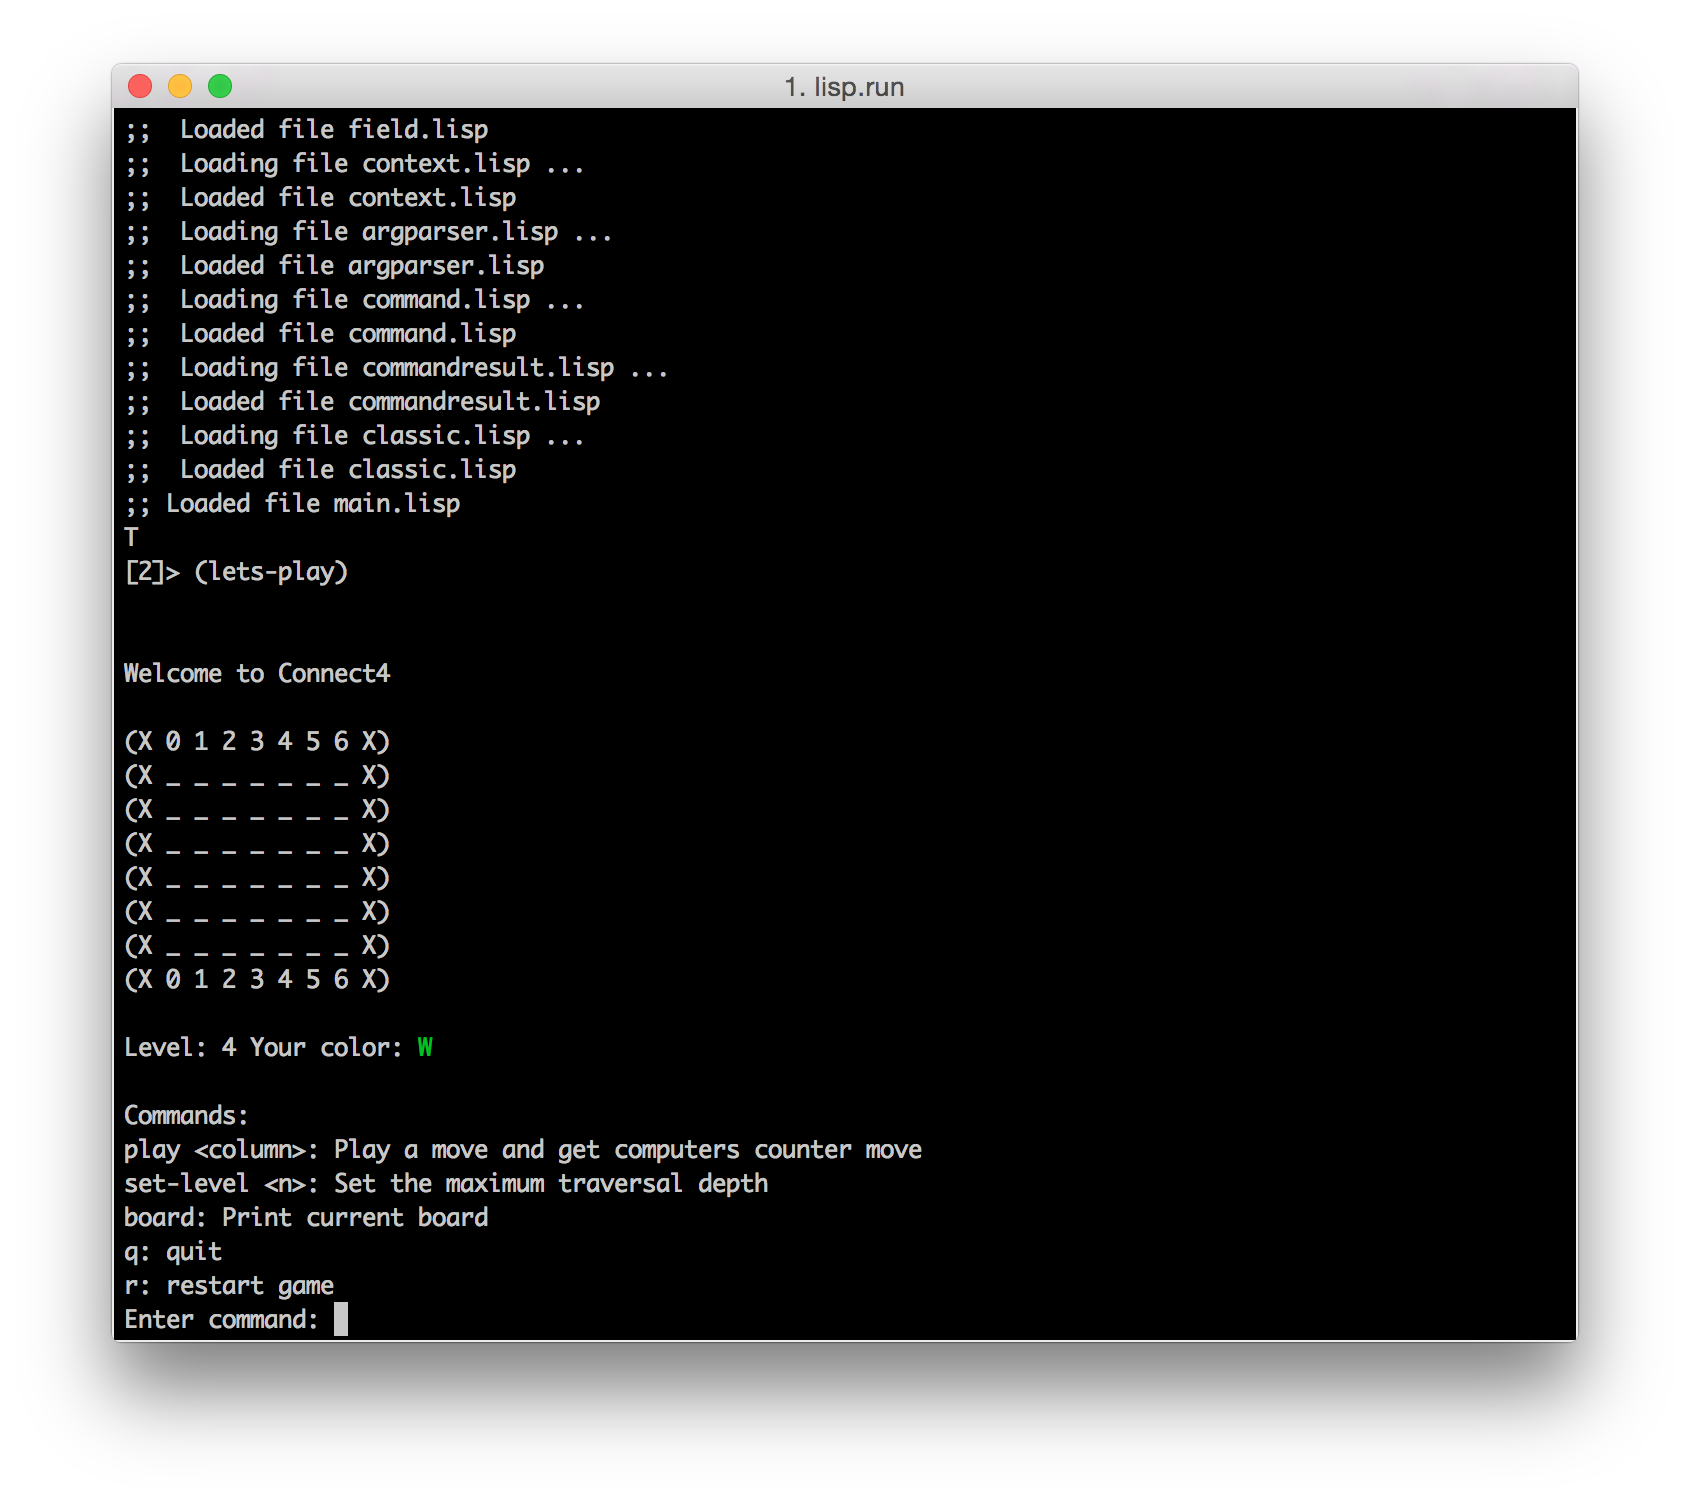 1. lisp.run
;;  Loaded file field.lisp
;;  Loading file context.lisp ...
;;  Loaded file context.lisp
;;  Loading file argparser.lisp ...
;;  Loaded file argparser.lisp
;;  Loading file command.lisp ...
;;  Loaded file command.lisp
;;  Loading file commandresult.lisp ...
;;  Loaded file commandresult.lisp
;;  Loading file classic.lisp ...
;;  Loaded file classic.lisp
;; Loaded file main.lisp
T
[2]> (lets-play)
Welcome to Connect4
(X 0 1 2 3 4 5 6 X)
(X _ _ _ _ _ _ _ X)
(X _ _ _ _ _ _ _ X)
(X _ _ _ _ _ _ _ X)
(X _ _ _ _ _ _ _ X)
(X _ _ _ _ _ _ _ X)
(X _ _ _ _ _ _ _ X)
(X 0 1 2 3 4 5 6 X)
Level: 4 Your color: W
Commands:
play <column>: Play a move and get computers counter move
set-level <n>: Set the maximum traversal depth
board: Print current board
q: quit
r: restart game
Enter command: